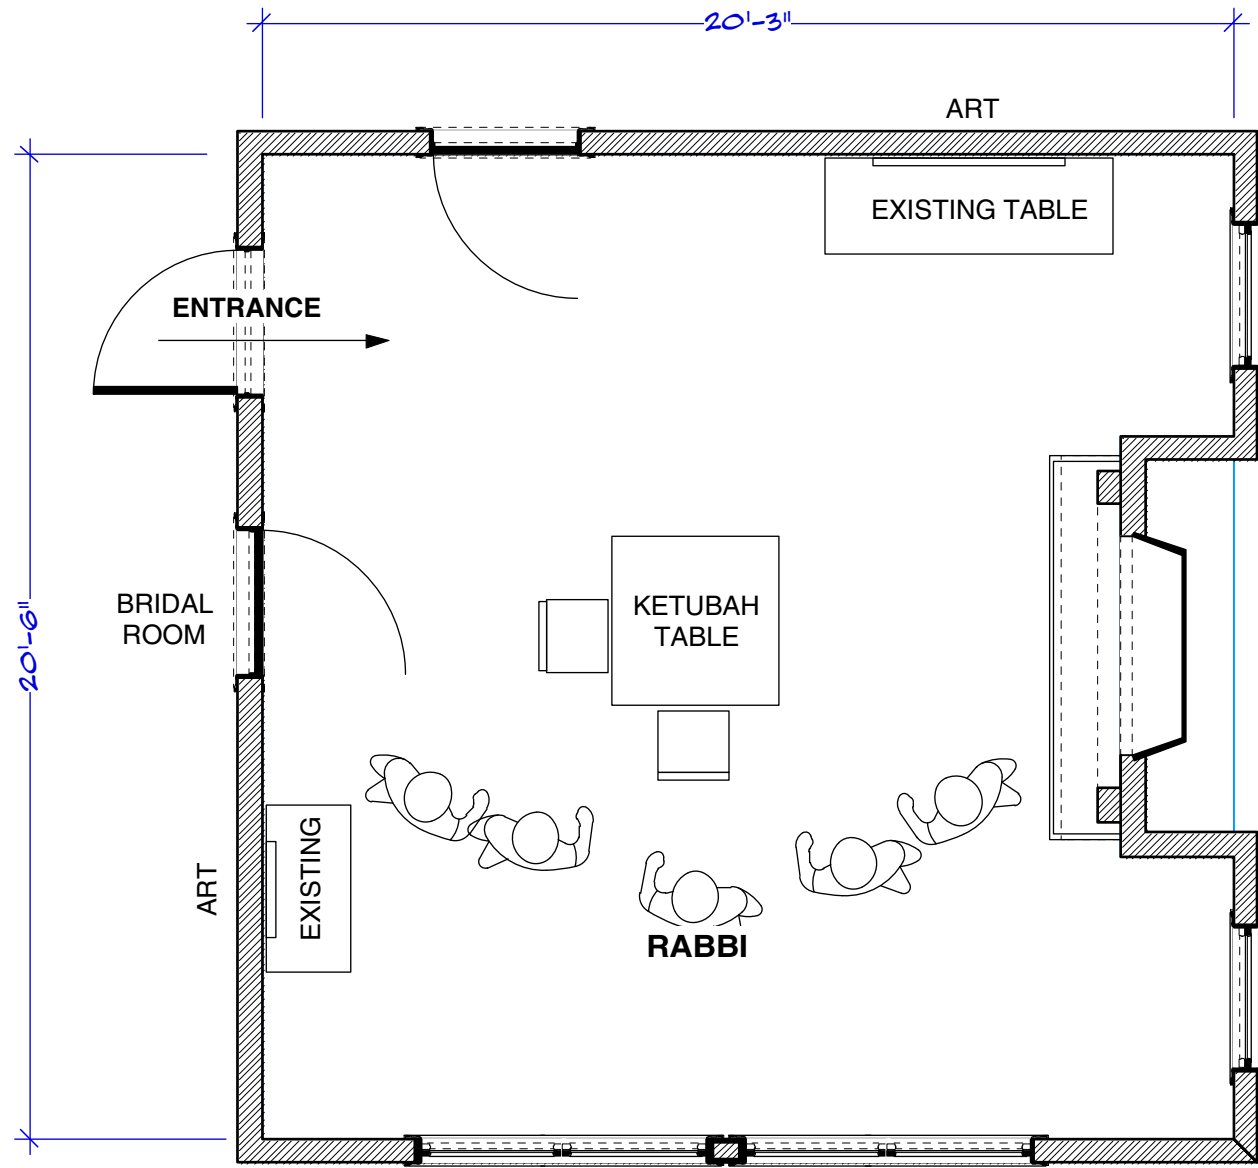 20'-3"
ART
EXISTING TABLE
ENTRANCE
KETUBAH
TABLE
BRIDAL
ROOM
20'-6"
EXISTING
ART
RABBI